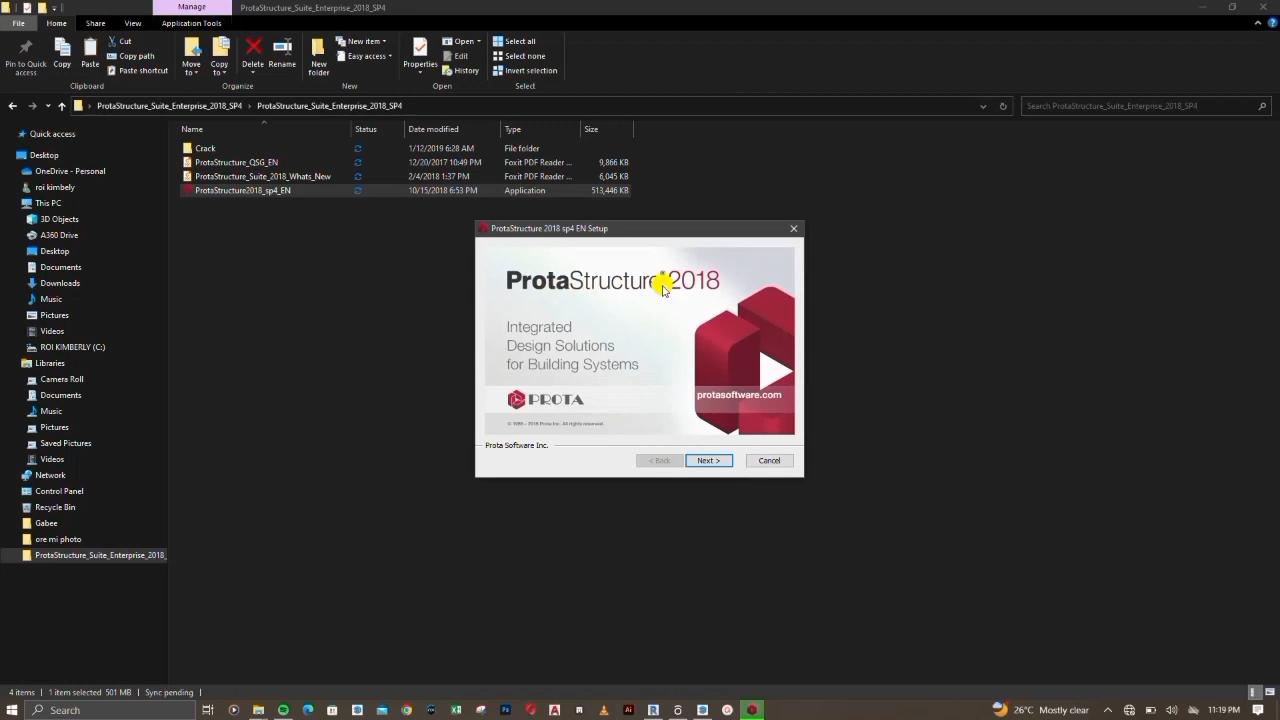 Manage
ProtaStructure_Suite_Enterprise_2018_SP4
File
Home
Share
View
Application Tools
Pin to Quick access
Copy
Paste
Cut
Copy path
Paste shortcut
Clipboard
Move to
Copy to
Delete
Rename
Organize
New folder
New item
Easy access
New
Properties
Open
Edit
History
Open
Select all
Select none
Invert selection
Select
ProtaStructure_Suite_Enterprise_2018_SP4 › ProtaStructure_Suite_Enterprise_2018_SP4
Search ProtaStructure_Suite_Enterprise_2018_SP4
Name Status Date modified Type Size
Crack 1/12/2019 6:28 AM File folder
ProtaStructure_QSG_EN 12/20/2017 10:49 PM Foxit PDF Reader ... 9,866 KB
ProtaStructure_Suite_2018_Whats_New 2/4/2018 1:37 PM Foxit PDF Reader ... 6,045 KB
ProtaStructure2018_sp4_EN 10/15/2018 6:53 PM Application 513,446 KB
Quick access
Desktop
OneDrive - Personal
roi kimbely
This PC
3D Objects
A360 Drive
Desktop
Documents
Downloads
Music
Pictures
Videos
ROI KIMBERLY (C:)
Libraries
Camera Roll
Documents
Music
Pictures
Saved Pictures
Videos
Network
Control Panel
Recycle Bin
Gabee
ore mi photo
ProtaStructure_Suite_Enterprise_2018_
ProtaStructure 2018 sp4 EN Setup
ProtaStructure 2018
Integrated
Design Solutions
for Building Systems
PROTA
protasoftware.com
Prota Software Inc.
< Back
Next >
Cancel
4 items 1 item selected 501 MB Sync pending
Search
26°C Mostly clear
11:19 PM